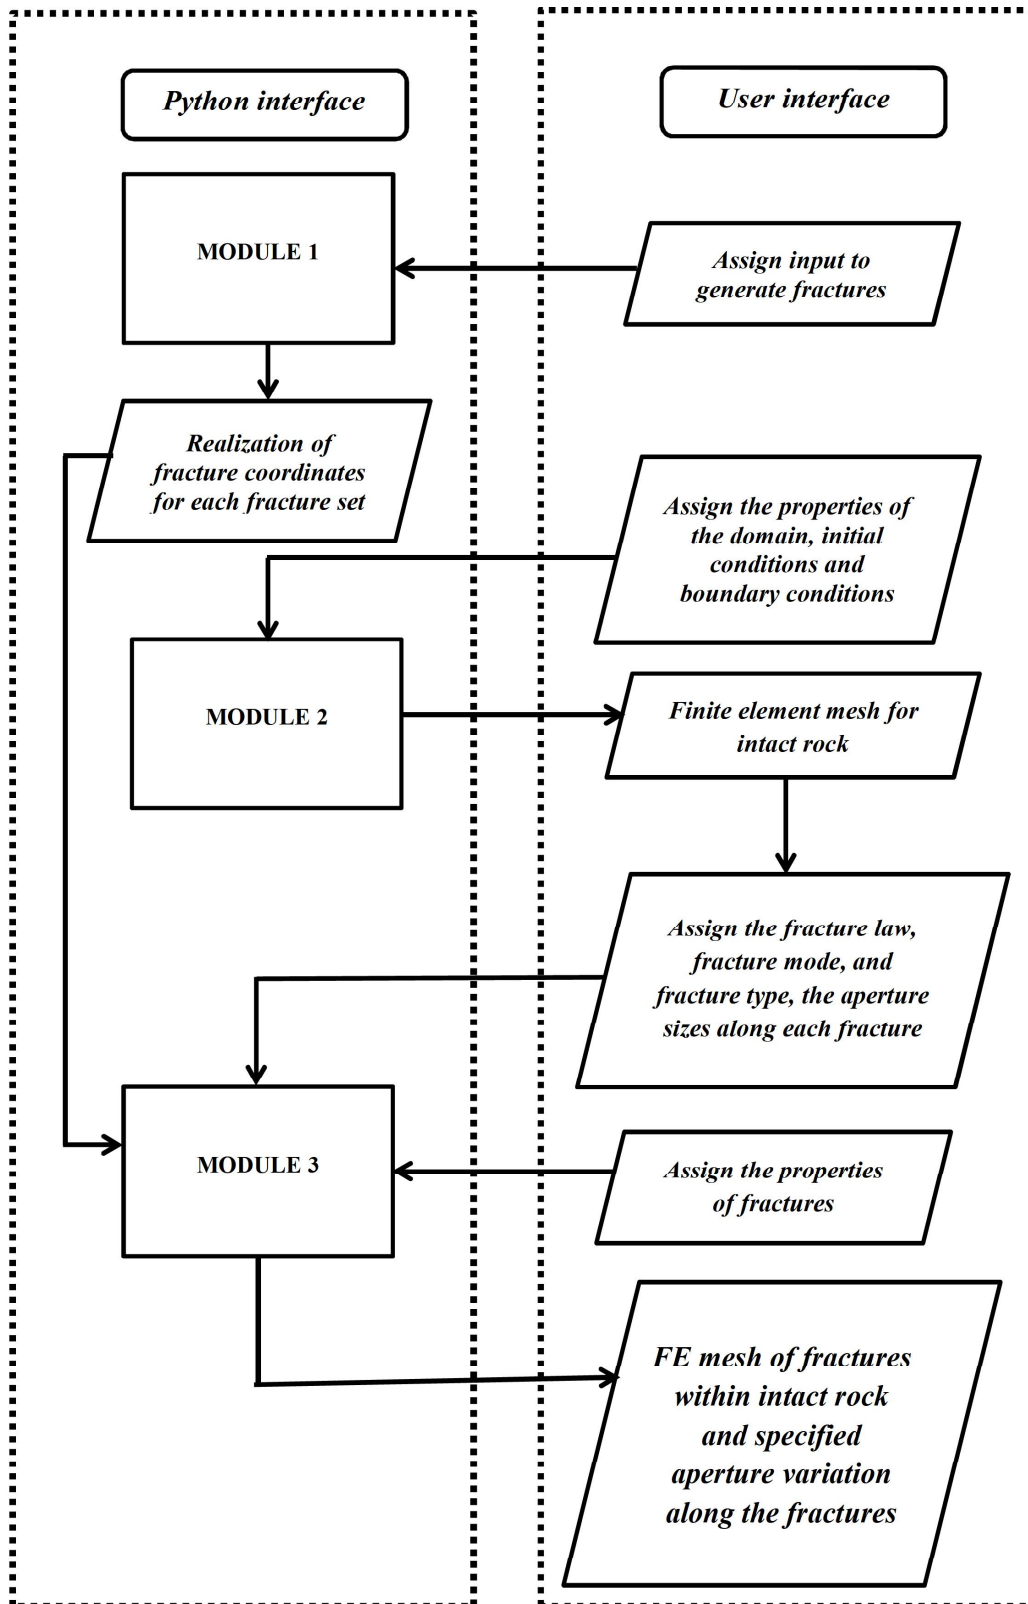 Python interface
User interface
MODULE 1
Assign input to
generate fractures
Realization of
fracture coordinates
for each fracture set
Assign the properties of
the domain, initial
conditions and
boundary conditions
MODULE 2
Finite element mesh for
intact rock
Assign the fracture law,
fracture mode, and
fracture type, the aperture
sizes along each fracture
MODULE 3
Assign the properties
of fractures
FE mesh of fractures
within intact rock
and specified
aperture variation
along the fractures